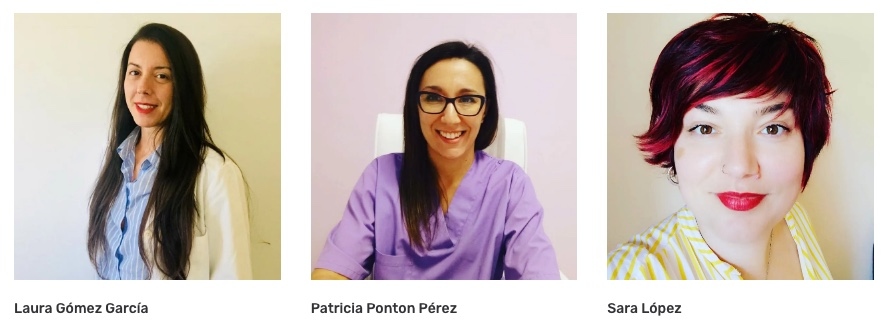 Laura Gómez García
Patricia Ponton Pérez
Sara López